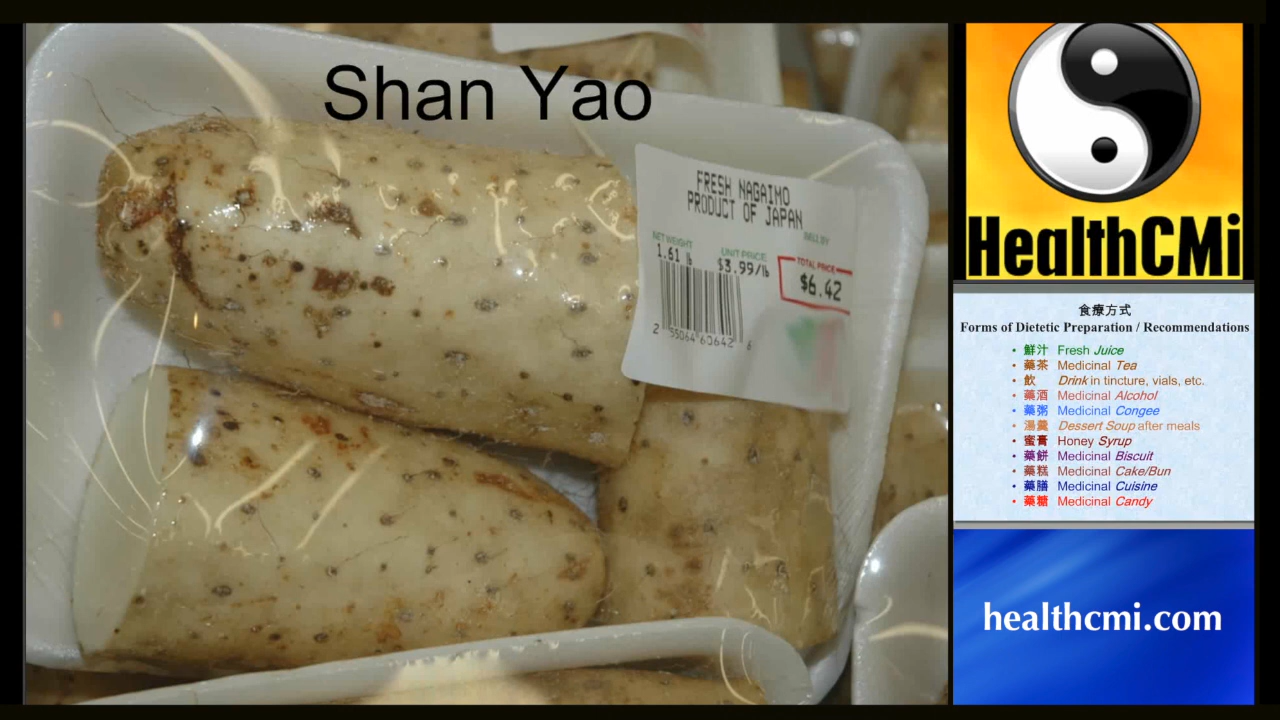 Shan Yao
FRESH NAGAIMO
PRODUCT OF JAPAN
SELL BY
NET WEIGHT
1.61 lb
UNIT PRICE
$3.99/lb
TOTAL PRICE
$6.42
2 55064 60642 6
HealthCMi
食療方式
Forms of Dietetic Preparation / Recommendations
• 鮮汁 Fresh Juice
• 藥茶 Medicinal Tea
• 飲 Drink in tincture, vials, etc.
• 藥酒 Medicinal Alcohol
• 藥粥 Medicinal Congee
• 湯羹 Dessert Soup after meals
• 蜜膏 Honey Syrup
• 藥餅 Medicinal Biscuit
• 藥糕 Medicinal Cake/Bun
• 藥膳 Medicinal Cuisine
• 藥糖 Medicinal Candy
healthcmi.com